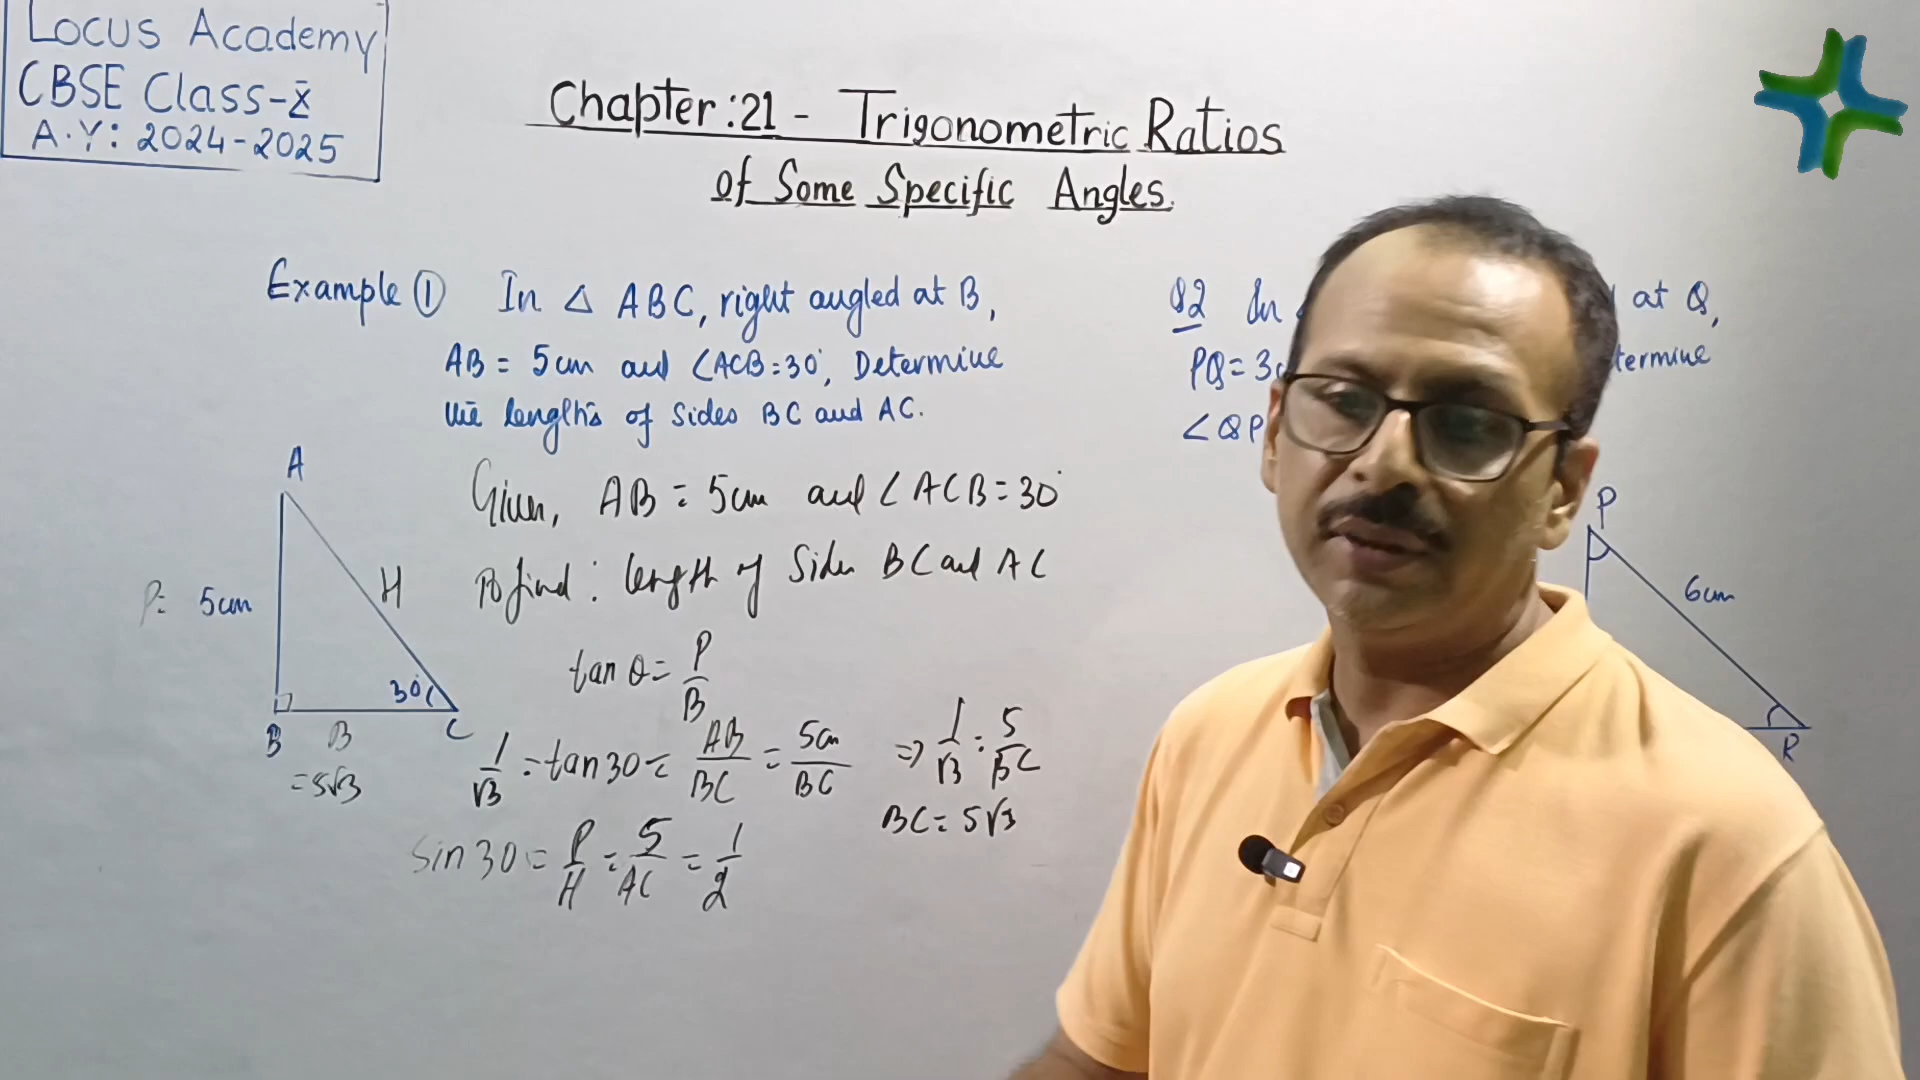 Locus Academy
CBSE Class-X
A.Y: 2024-2025
Chapter:21 - Trigonometric Ratios
Of Some Specific Angles.
Example ① In △ ABC, right angled at B,
AB = 5cm and ∠ACB=30°, Determine
the lengths of sides BC and AC.
A
P= 5cm
H
30°
B
B
C
=5√3
Given, AB = 5cm and ∠ACB=30°
To find: length of Sides BC and AC
tan θ = P/B
1/√3 = tan 30 = AB/BC = 5cm/BC ⇒ 1/√3 = 5/BC
BC = 5√3
sin 30 = P/H = 5/AC = 1/2
Q2 In at Q,
PQ = 3
∠QP
P
6cm
R